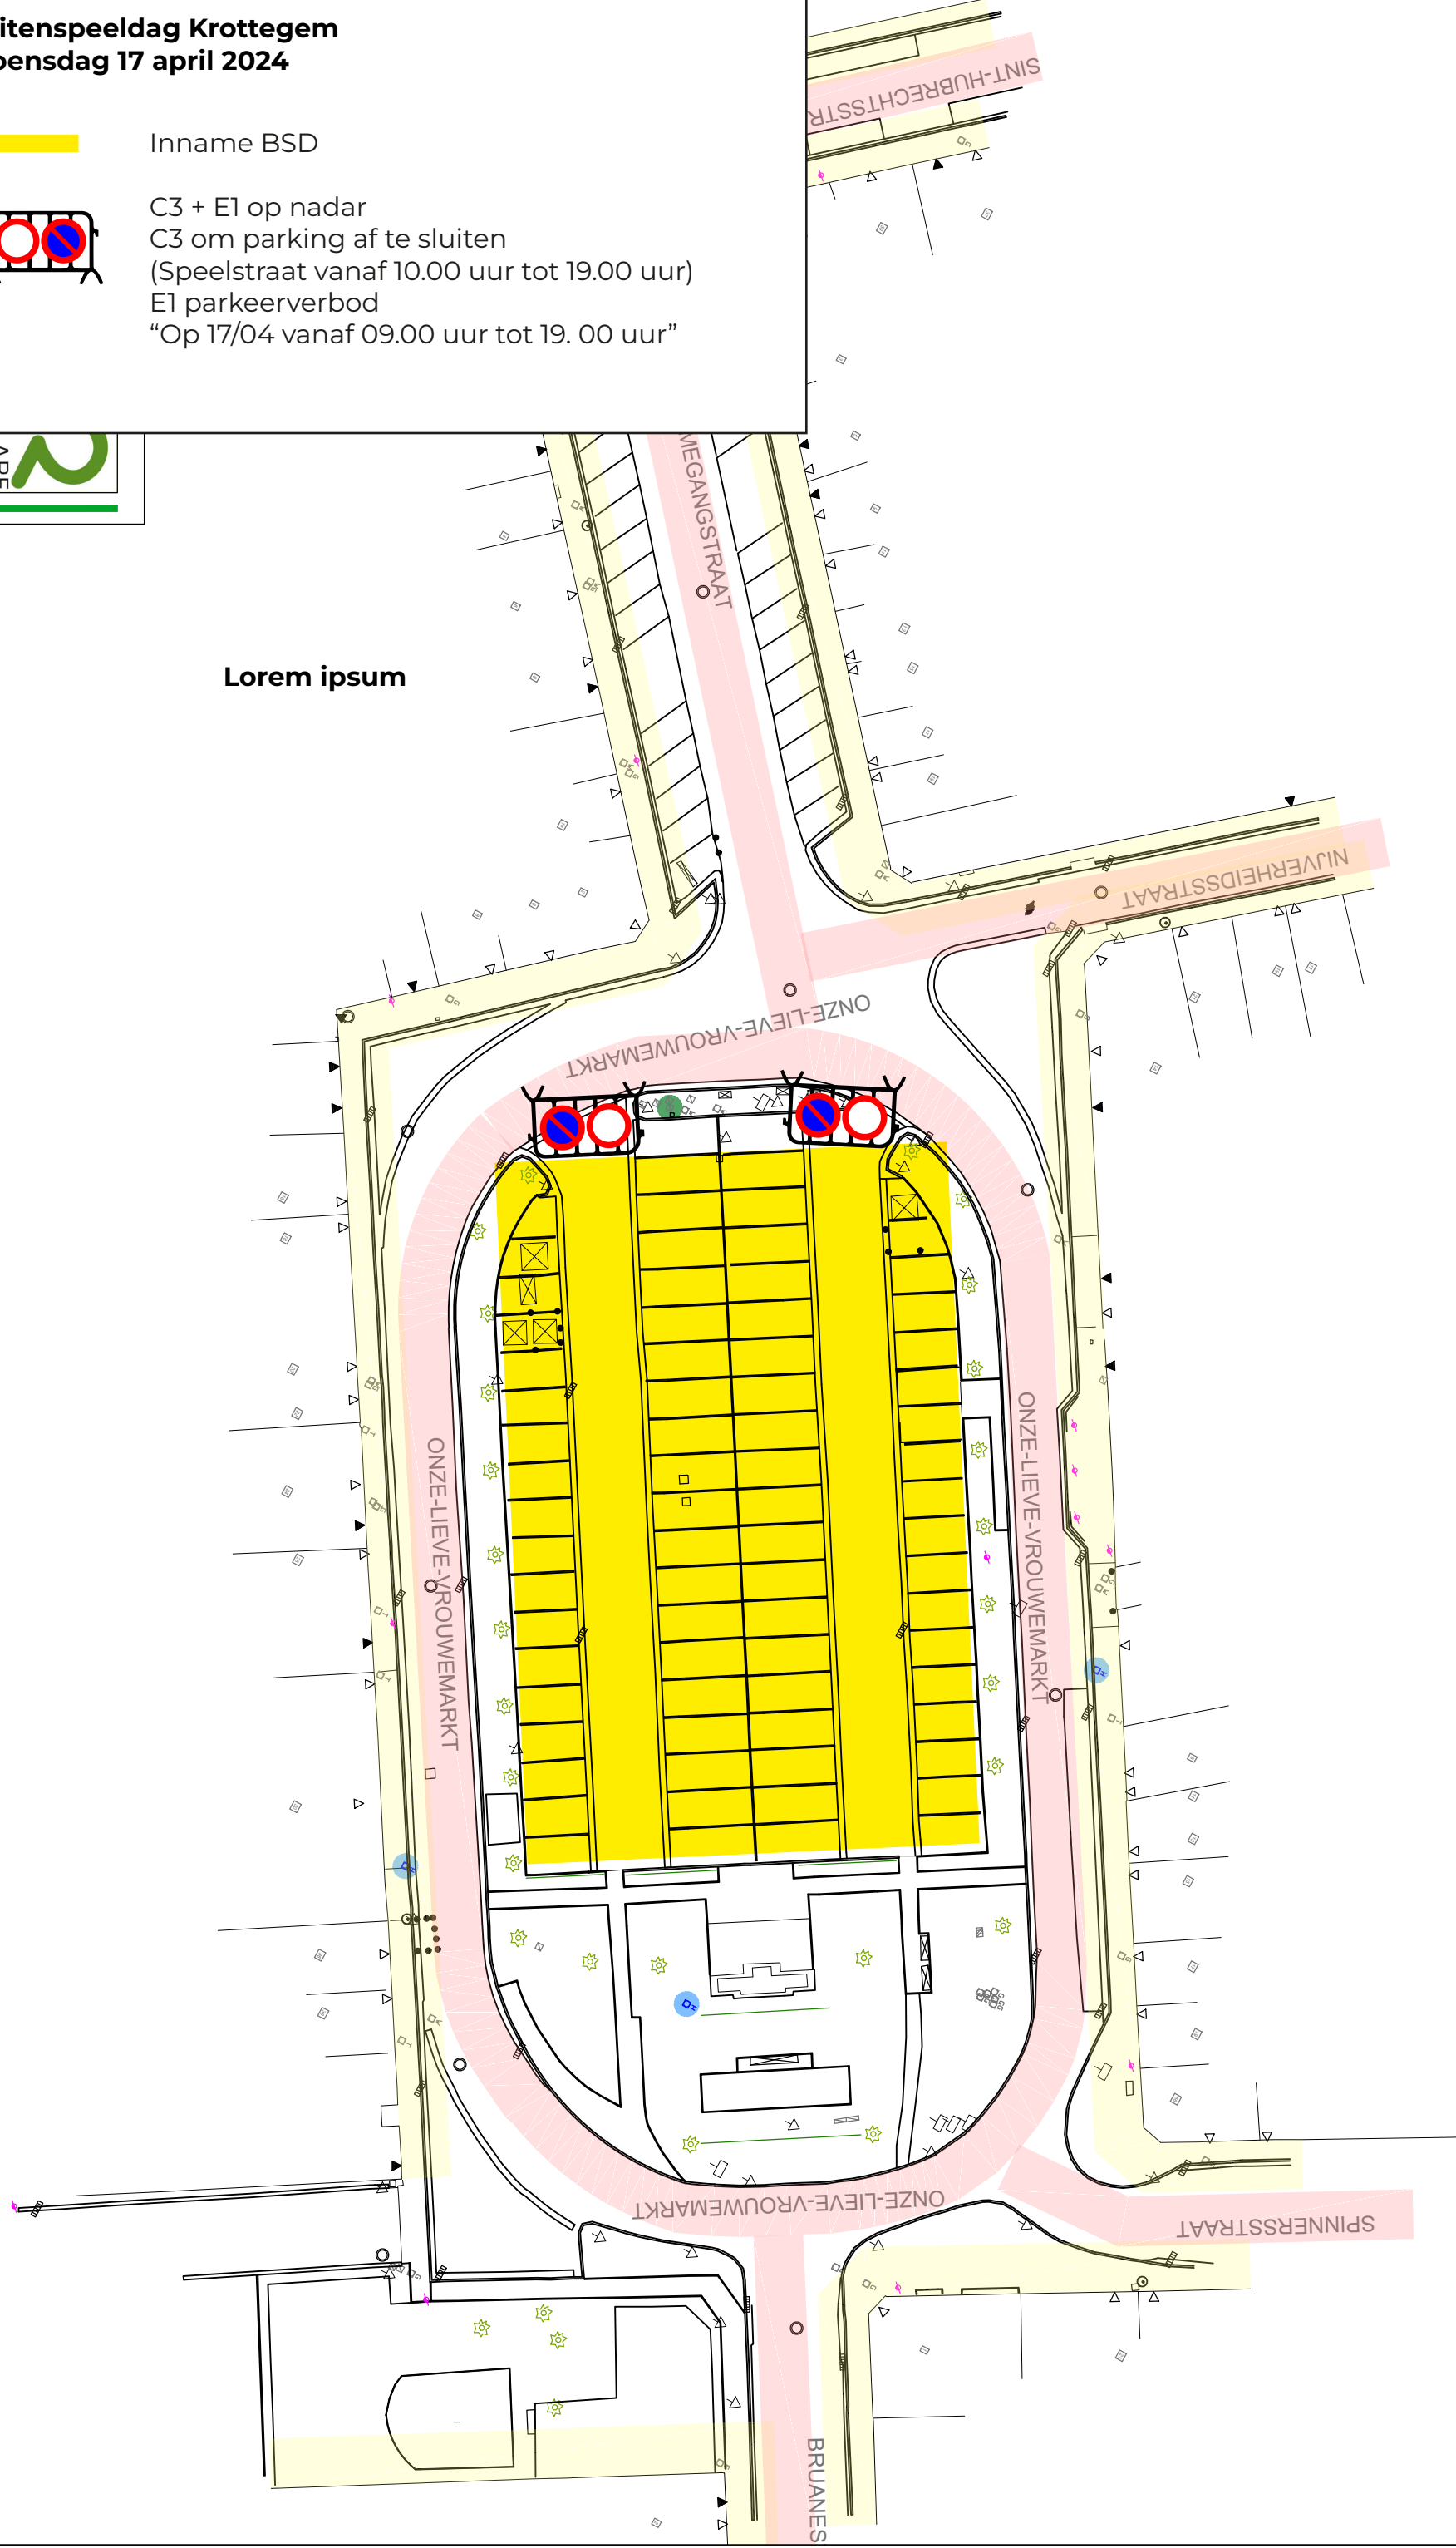 itenspeeldag Krottegem
oensdag 17 april 2024
Inname BSD
C3 + E1 op nadar
C3 om parking af te sluiten
(Speelstraat vanaf 10.00 uur tot 19.00 uur)
E1 parkeerverbod
“Op 17/04 vanaf 09.00 uur tot 19. 00 uur”
SINT-HUBRECHTSSTR
MEGANGSTRAAT
Lorem ipsum
NIJVERHEIDSSTRAAT
ONZE-LIEVE-VROUWEMARKT
ONZE-LIEVE-VROUWEMARKT
ONZE-LIEVE-VROUWEMARKT
ONZE-LIEVE-VROUWEMARKT
SPINNERSSTRAAT
BRUANES